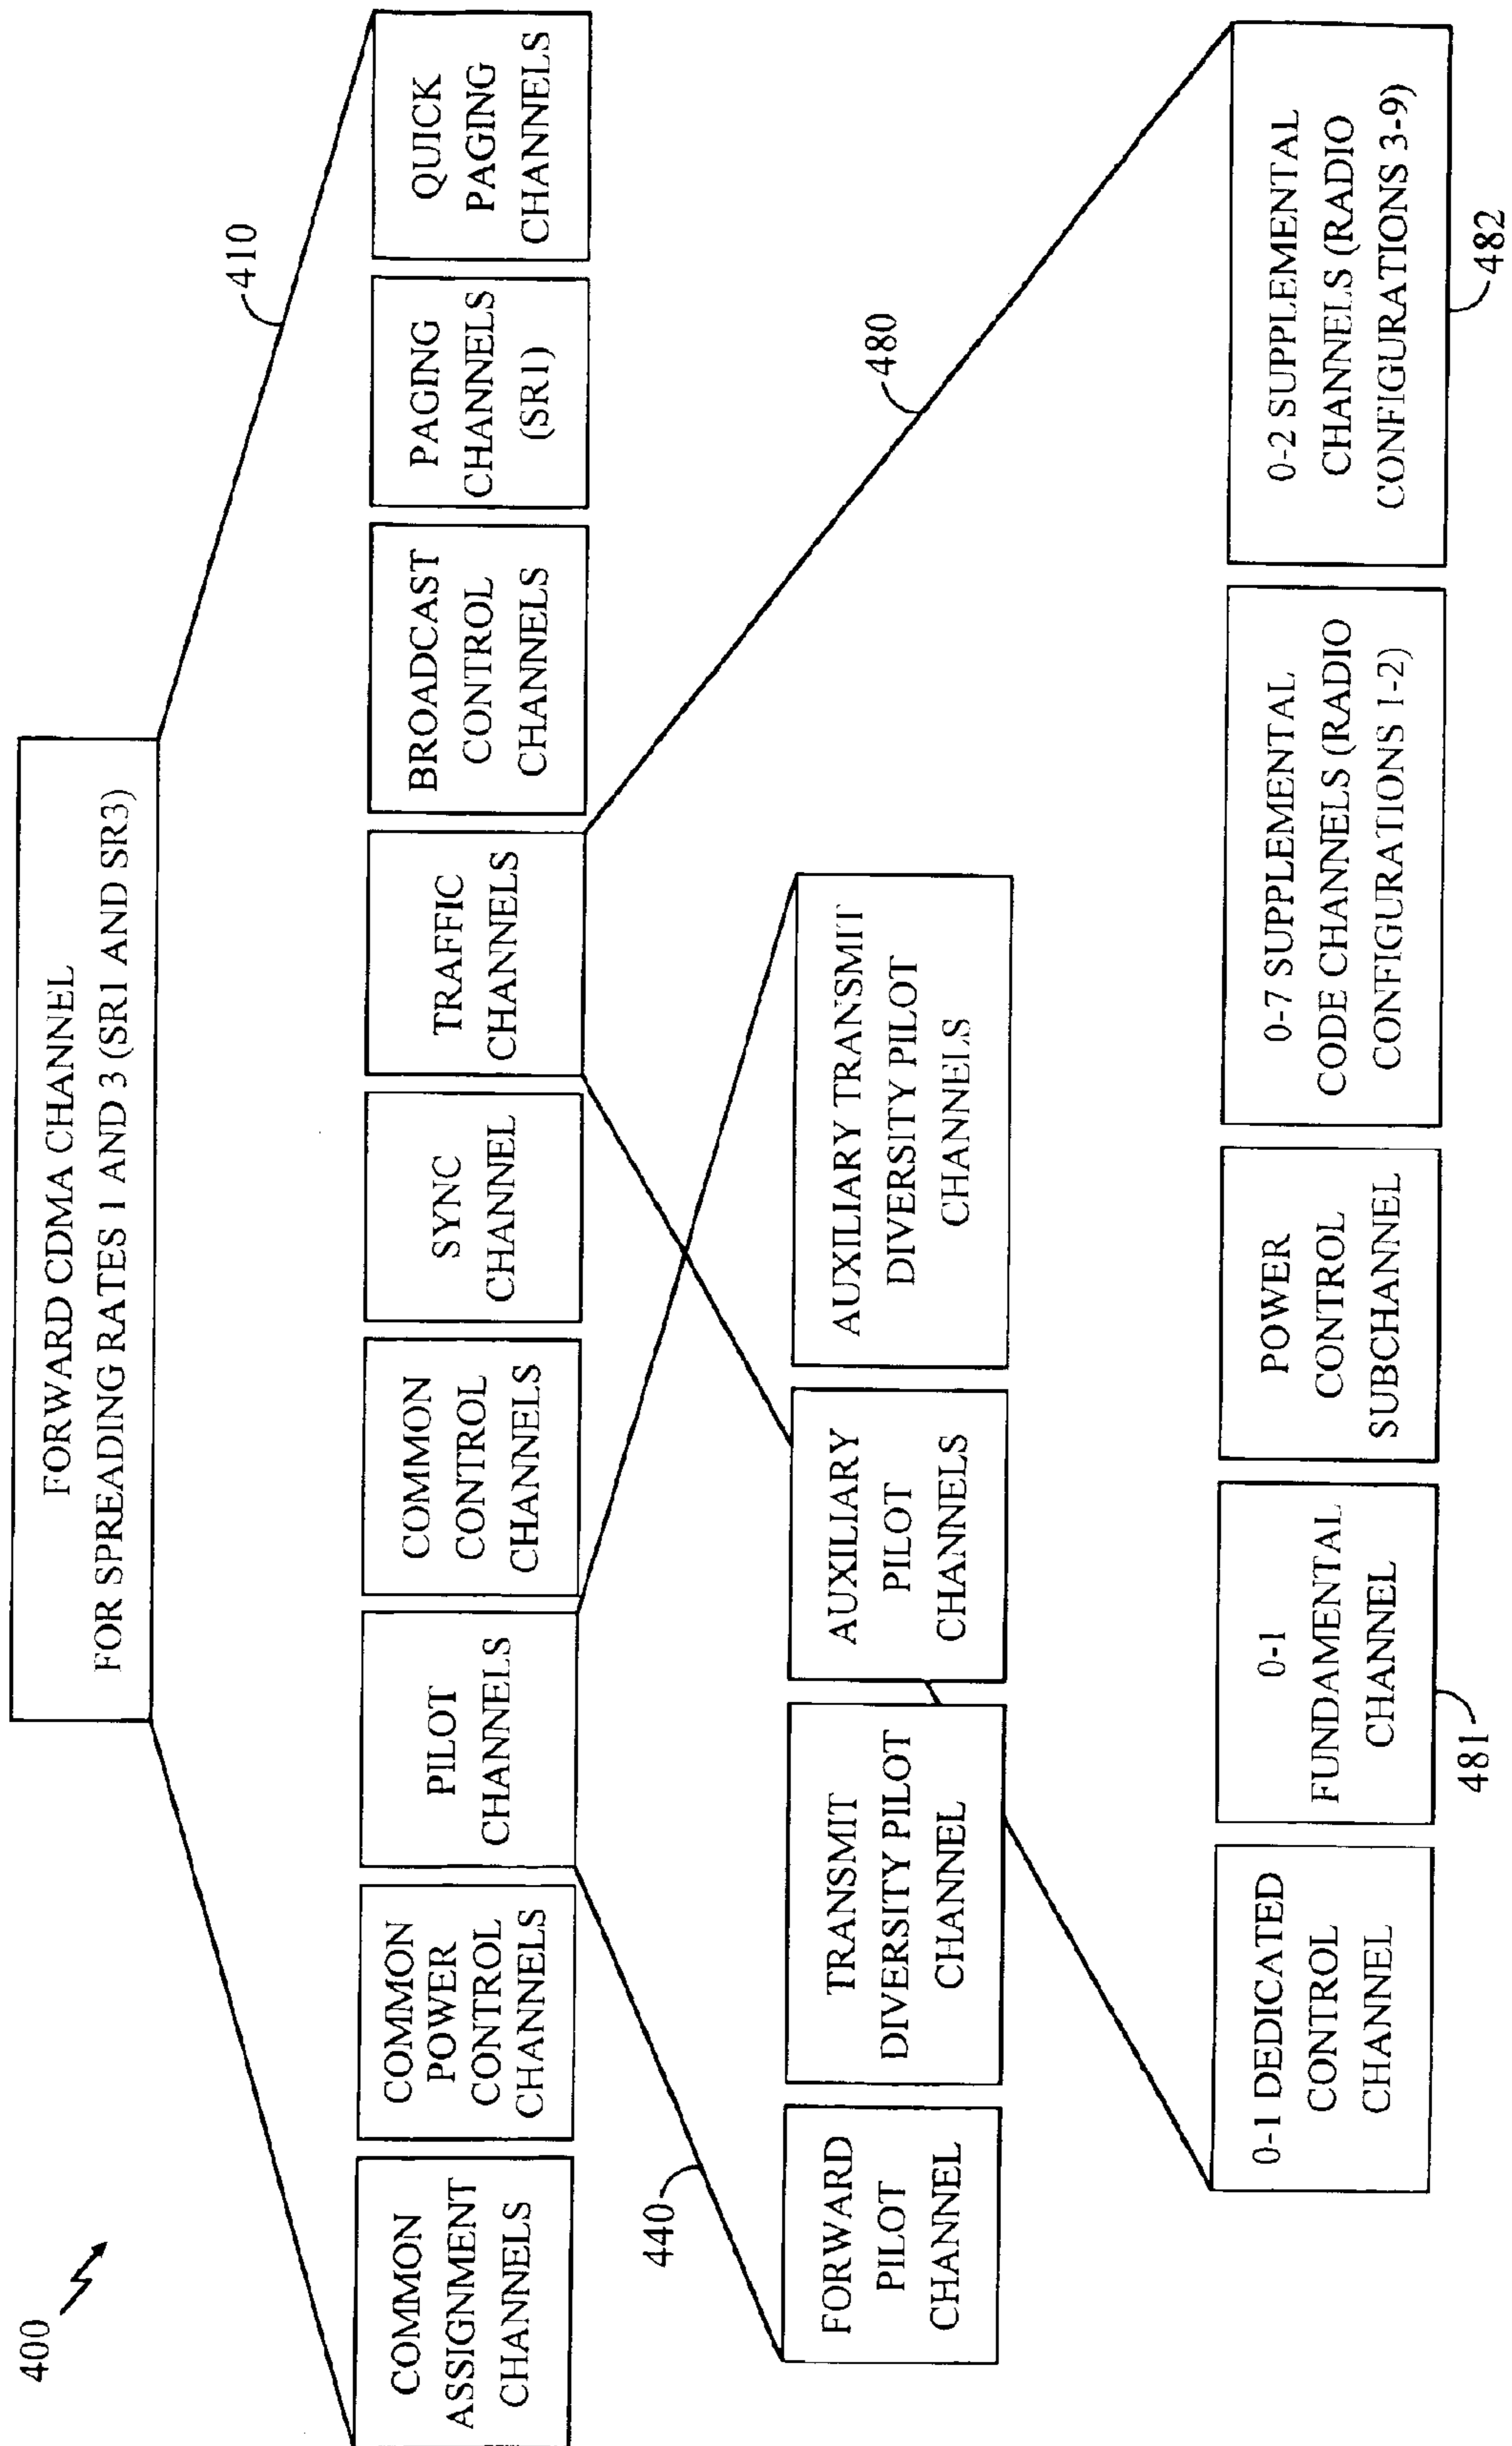 400
FORWARD CDMA CHANNEL
FOR SPREADING RATES 1 AND 3 (SR1 AND SR3)
410
COMMON
ASSIGNMENT
CHANNELS
COMMON
POWER
CONTROL
CHANNELS
PILOT
CHANNELS
COMMON
CONTROL
CHANNELS
SYNC
CHANNEL
TRAFFIC
CHANNELS
BROADCAST
CONTROL
CHANNELS
PAGING
CHANNELS
(SR1)
QUICK
PAGING
CHANNELS
440
480
FORWARD
PILOT
CHANNEL
TRANSMIT
DIVERSITY PILOT
CHANNEL
AUXILIARY
PILOT
CHANNELS
AUXILIARY TRANSMIT
DIVERSITY PILOT
CHANNELS
0-1 DEDICATED
CONTROL
CHANNEL
0-1
FUNDAMENTAL
CHANNEL
POWER
CONTROL
SUBCHANNEL
0-7 SUPPLEMENTAL
CODE CHANNELS (RADIO
CONFIGURATIONS 1-2)
0-2 SUPPLEMENTAL
CHANNELS (RADIO
CONFIGURATIONS 3-9)
481
482